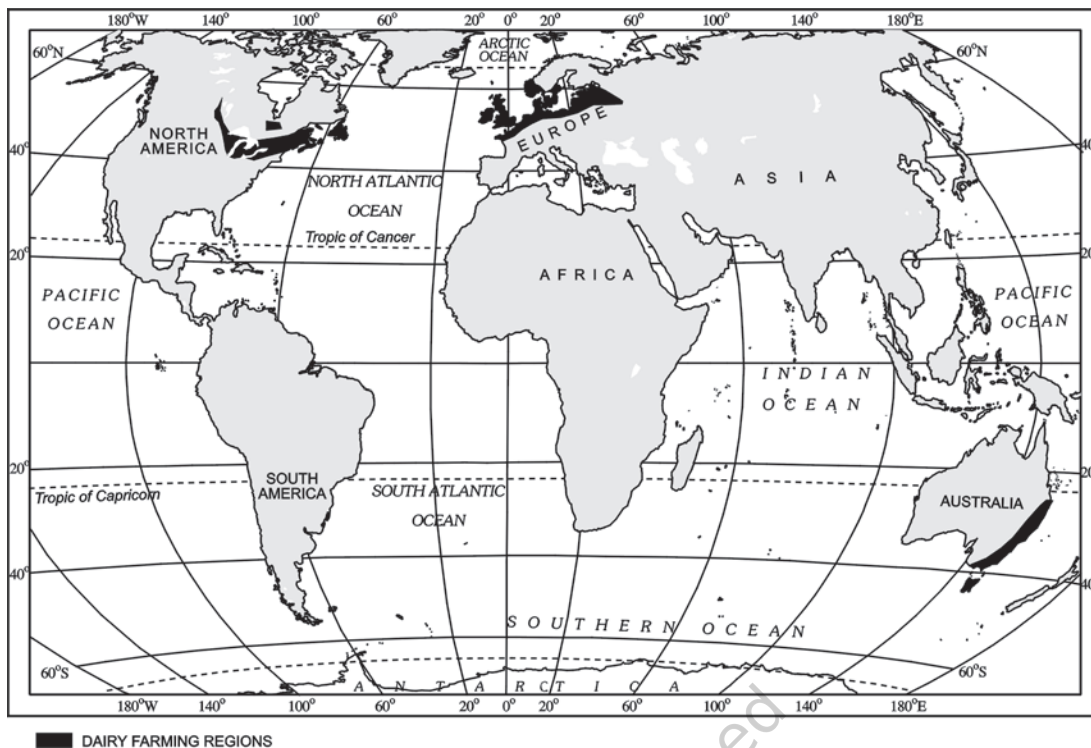 180°W 140° 100° 60° 20° 0° 20° 60° 100° 140° 180°E
60°N
ARCTIC
OCEAN
60°N
NORTH
AMERICA
EUROPE
40°
ASIA
40
NORTH ATLANTIC
OCEAN
Tropic of Cancer
20°
20
AFRICA
PACIFIC
OCEAN
PACIFIC
OCEAN
INDIAN
OCEAN
20°
20
Tropic of Capricorn
SOUTH
AMERICA
SOUTH ATLANTIC
OCEAN
AUSTRALIA
40°
40
SOUTHERN OCEAN
60°S
60°S
ANTARCTICA
180°W 140° 100° 60° 20° 0° 20° 60° 100° 140° 180°E
DAIRY FARMING REGIONS